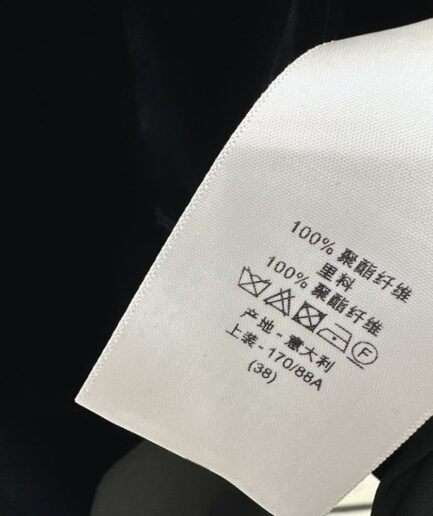 100% 聚酯纤维
里料
100% 聚酯纤维
F
产地 - 意大利
上装 - 170/88A
(38)